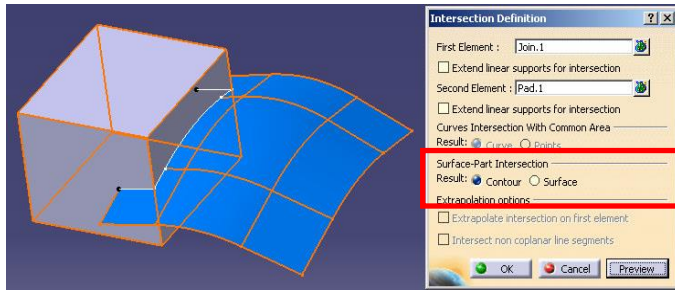 Intersection Definition
First Element : Join.1
Extend linear supports for intersection
Second Element : Pad.1
Extend linear supports for intersection
Curves Intersection With Common Area
Result: Curve Points
Surface-Part Intersection
Result: Contour Surface
Extrapolation options
Extrapolate intersection on first element
Intersect non coplanar line segments
OK Cancel Preview